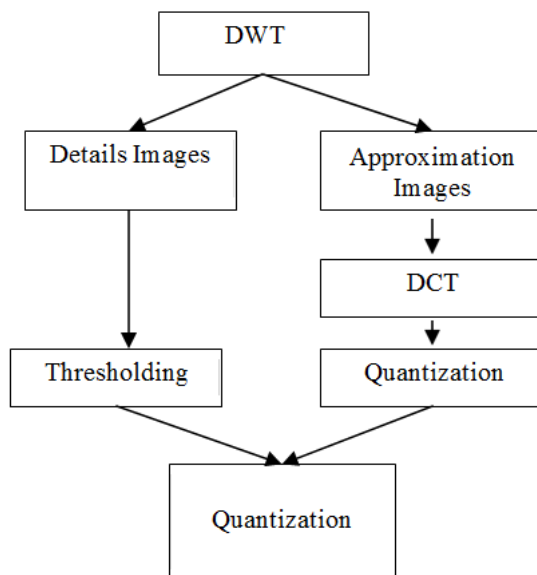 DWT
Details Images
Approximation
Images
DCT
Thresholding
Quantization
Quantization